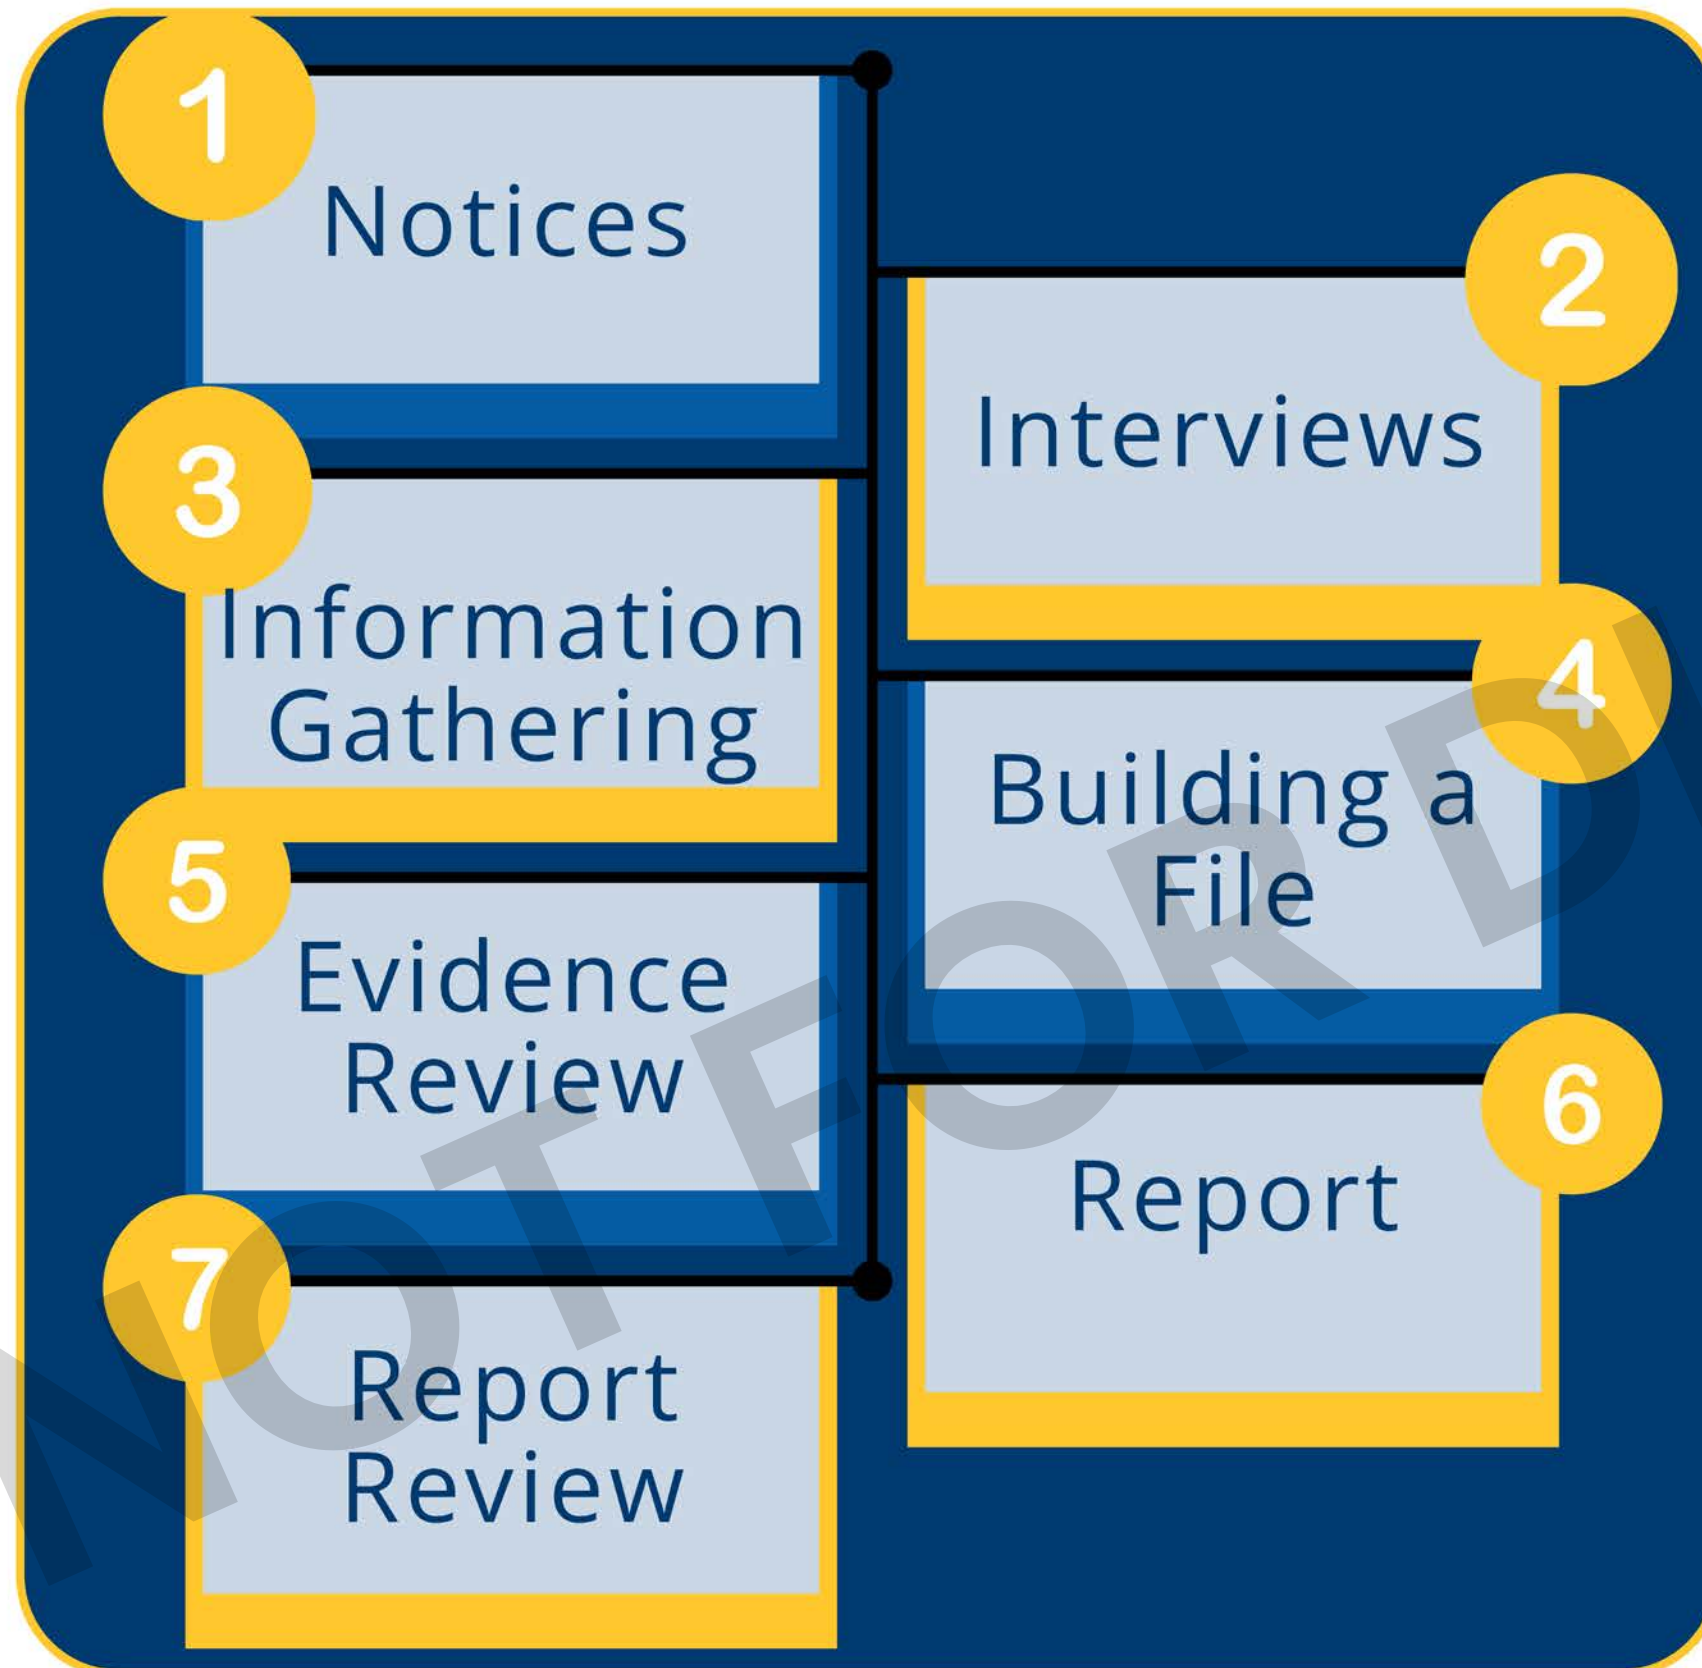 1
Notices
2
Interviews
3
Information
Gathering
4
Building a
File
5
Evidence
Review
6
Report
7
Report
Review
NOT FOR